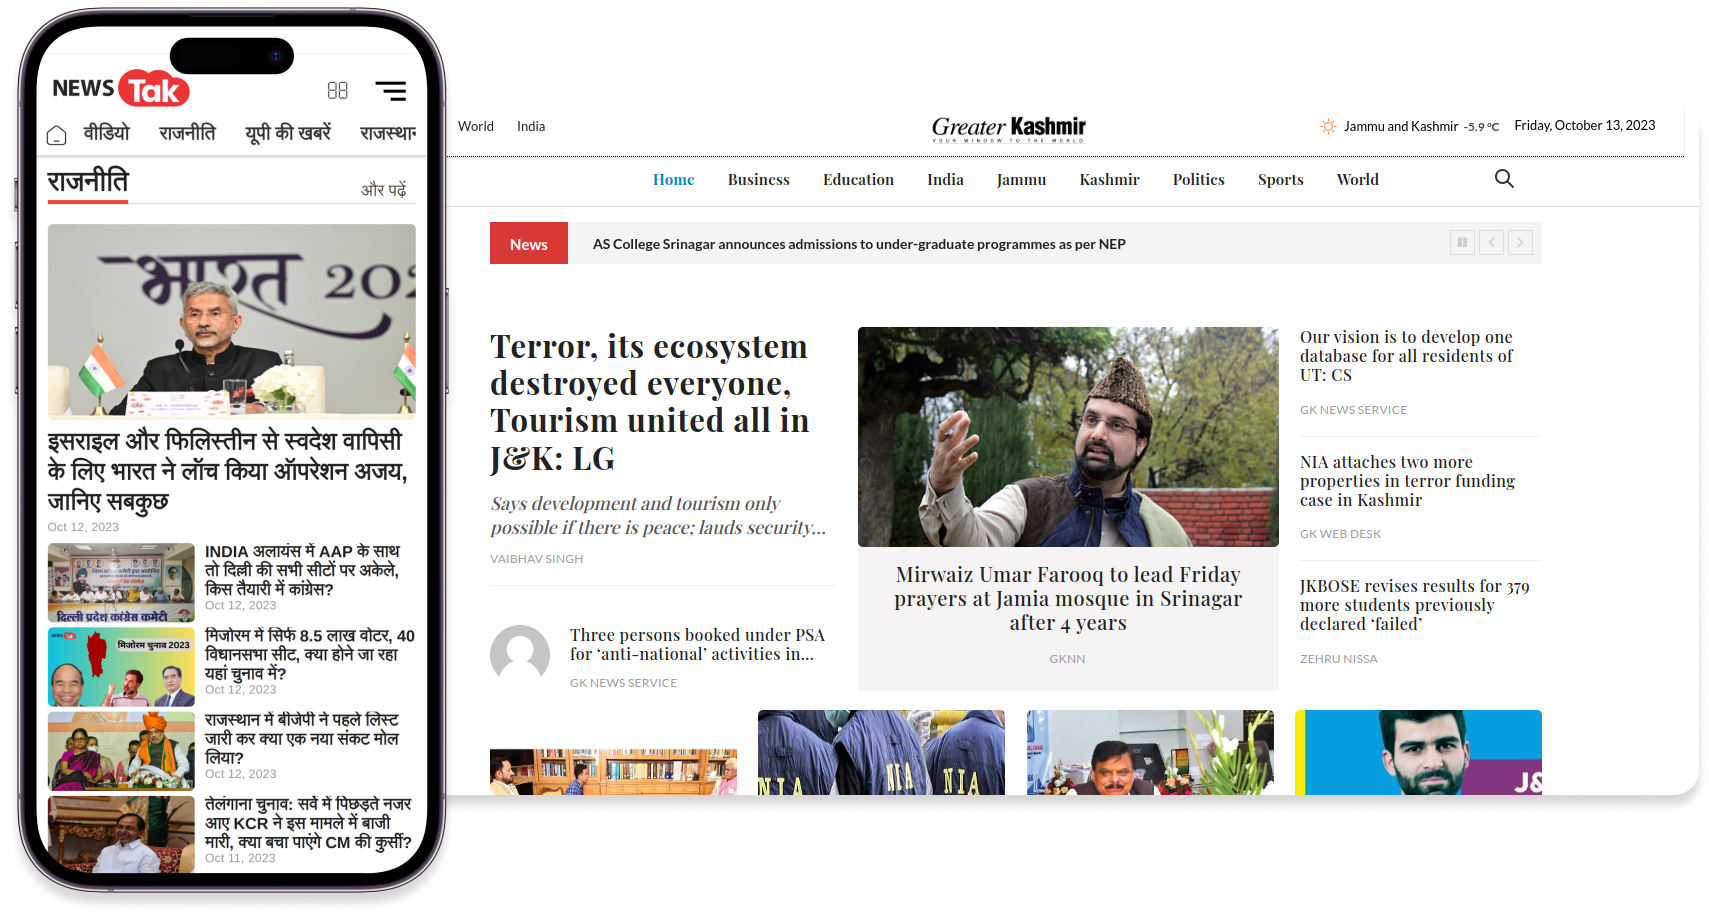 NEWS Tak
वीडियो राजनीति यूपी की खबरें राजस्थान
राजनीति
और पढ़ें
भारत 202
इसराइल और फिलिस्तीन से स्वदेश वापिसी
के लिए भारत ने लॉच किया ऑपरेशन अजय,
जानिए सबकुछ
Oct 12, 2023
दिल्ली प्रदेश कांग्रेस कमेटी
INDIA अलायंस में AAP के साथ
तो दिल्ली की सभी सीटों पर अकेले,
किस तैयारी में कांग्रेस?
Oct 12, 2023
मिजोरम चुनाव 2023
मिजोरम में सिर्फ 8.5 लाख वोटर, 40
विधानसभा सीट, क्या होने जा रहा
यहां चुनाव में?
Oct 12, 2023
राजस्थान में बीजेपी ने पहले लिस्ट
जारी कर क्या एक नया संकट मोल
लिया?
Oct 12, 2023
तेलंगाना चुनाव: सर्वे में पिछड़ते नजर
आए KCR ने इस मामले में बाजी
मारी, क्या बचा पाएंगे CM की कुर्सी?
Oct 11, 2023
World India
Greater Kashmir
YOUR WINDOW TO THE WORLD
Jammu and Kashmir -5.9 °C Friday, October 13, 2023
Home Business Education India Jammu Kashmir Politics Sports World
News
AS College Srinagar announces admissions to under-graduate programmes as per NEP
Terror, its ecosystem
destroyed everyone,
Tourism united all in
J&K: LG
Says development and tourism only
possible if there is peace; lauds security...
VAIBHAV SINGH
Three persons booked under PSA
for ‘anti-national’ activities in...
GK NEWS SERVICE
Mirwaiz Umar Farooq to lead Friday
prayers at Jamia mosque in Srinagar
after 4 years
GKNN
Our vision is to develop one
database for all residents of
UT: CS
GK NEWS SERVICE
NIA attaches two more
properties in terror funding
case in Kashmir
GK WEB DESK
JKBOSE revises results for 379
more students previously
declared ‘failed’
ZEHRU NISSA
NIA NIA NIA
J&